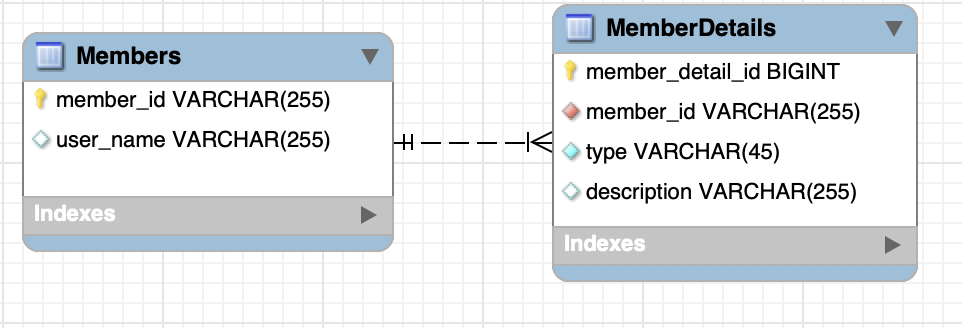 Members
member_id VARCHAR(255)
user_name VARCHAR(255)
Indexes
MemberDetails
member_detail_id BIGINT
member_id VARCHAR(255)
type VARCHAR(45)
description VARCHAR(255)
Indexes